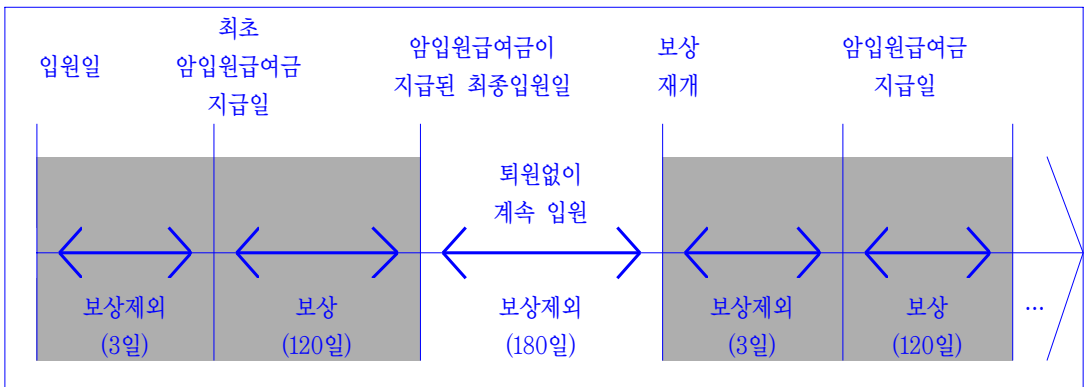 입원일
최초
암입원급여금
지급일
암입원급여금이
지급된 최종입원일
보상
재개
암입원급여금
지급일
퇴원없이
계속 입원
보상제외
(3일)
보상
(120일)
보상제외
(180일)
보상제외
(3일)
보상
(120일)
…